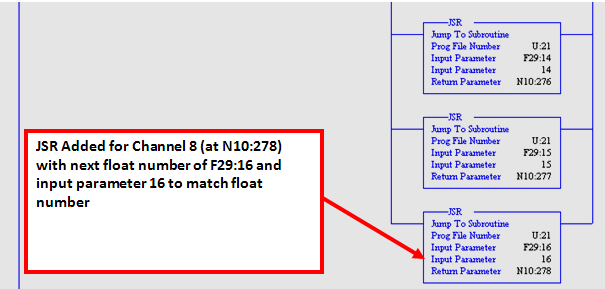 JSR
Jump To Subroutine
Prog File Number U:21
Input Parameter F29:14
Input Parameter 14
Return Parameter N10:276
JSR
Jump To Subroutine
Prog File Number U:21
Input Parameter F29:15
Input Parameter 15
Return Parameter N10:277
JSR Added for Channel 8 (at N10:278)
with next float number of F29:16 and
input parameter 16 to match float
number
JSR
Jump To Subroutine
Prog File Number U:21
Input Parameter F29:16
Input Parameter 16
Return Parameter N10:278